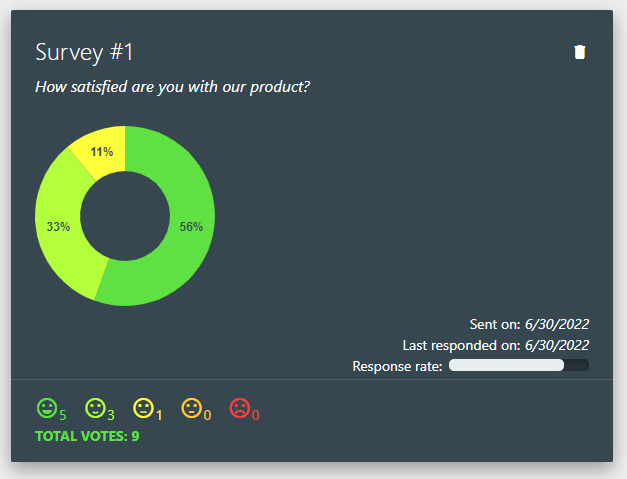 Survey #1
How satisfied are you with our product?
11%
33%
56%
Sent on: 6/30/2022
Last responded on: 6/30/2022
Response rate:
5 3 1 0 0
TOTAL VOTES: 9